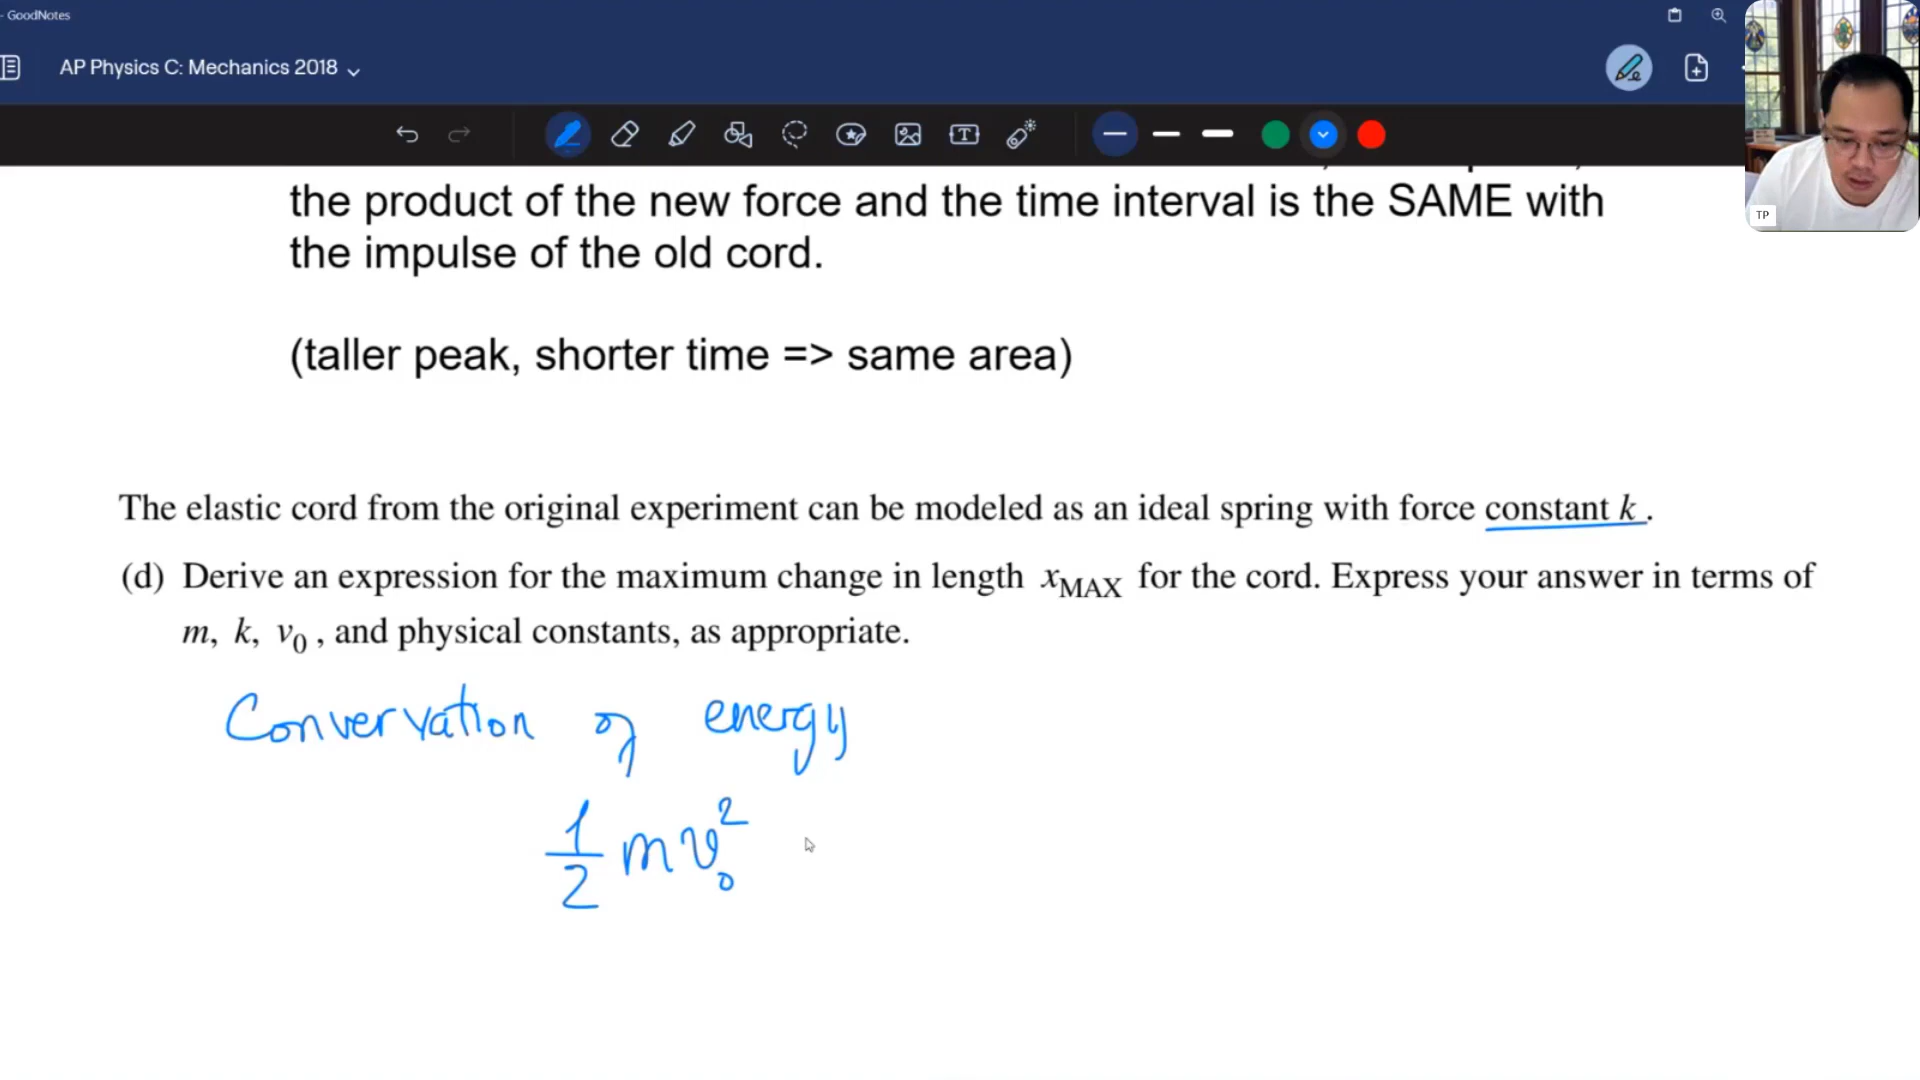 - GoodNotes
AP Physics C: Mechanics 2018
TP
the product of the new force and the time interval is the SAME with
the impulse of the old cord.
(taller peak, shorter time => same area)
The elastic cord from the original experiment can be modeled as an ideal spring with force constant k.
(d) Derive an expression for the maximum change in length xMAX for the cord. Express your answer in terms of
m, k, v0, and physical constants, as appropriate.
Convervation of energy
1/2 mv₀²